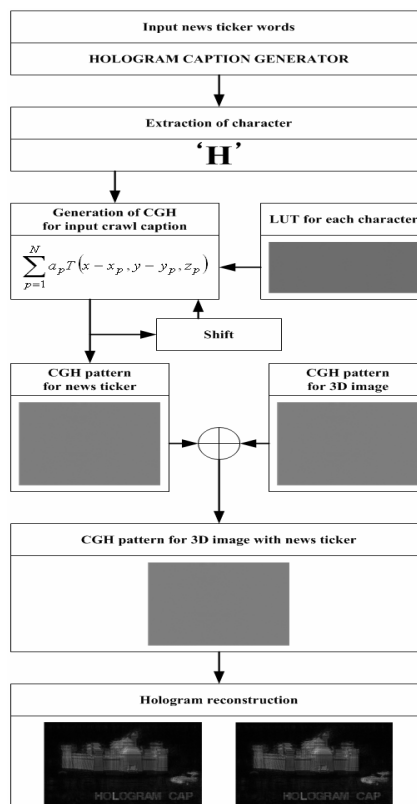 Input news ticker words
HOLOGRAM CAPTION GENERATOR
Extraction of character
‘H’
Generation of CGH
for input crawl caption
LUT for each character
\sum_{p=1}^{N} a_p T(x - x_p, y - y_p, z_p)
Shift
CGH pattern
for news ticker
CGH pattern
for 3D image
CGH pattern for 3D image with news ticker
Hologram reconstruction
HOLOGRAM CAP
HOLOGRAM CAP